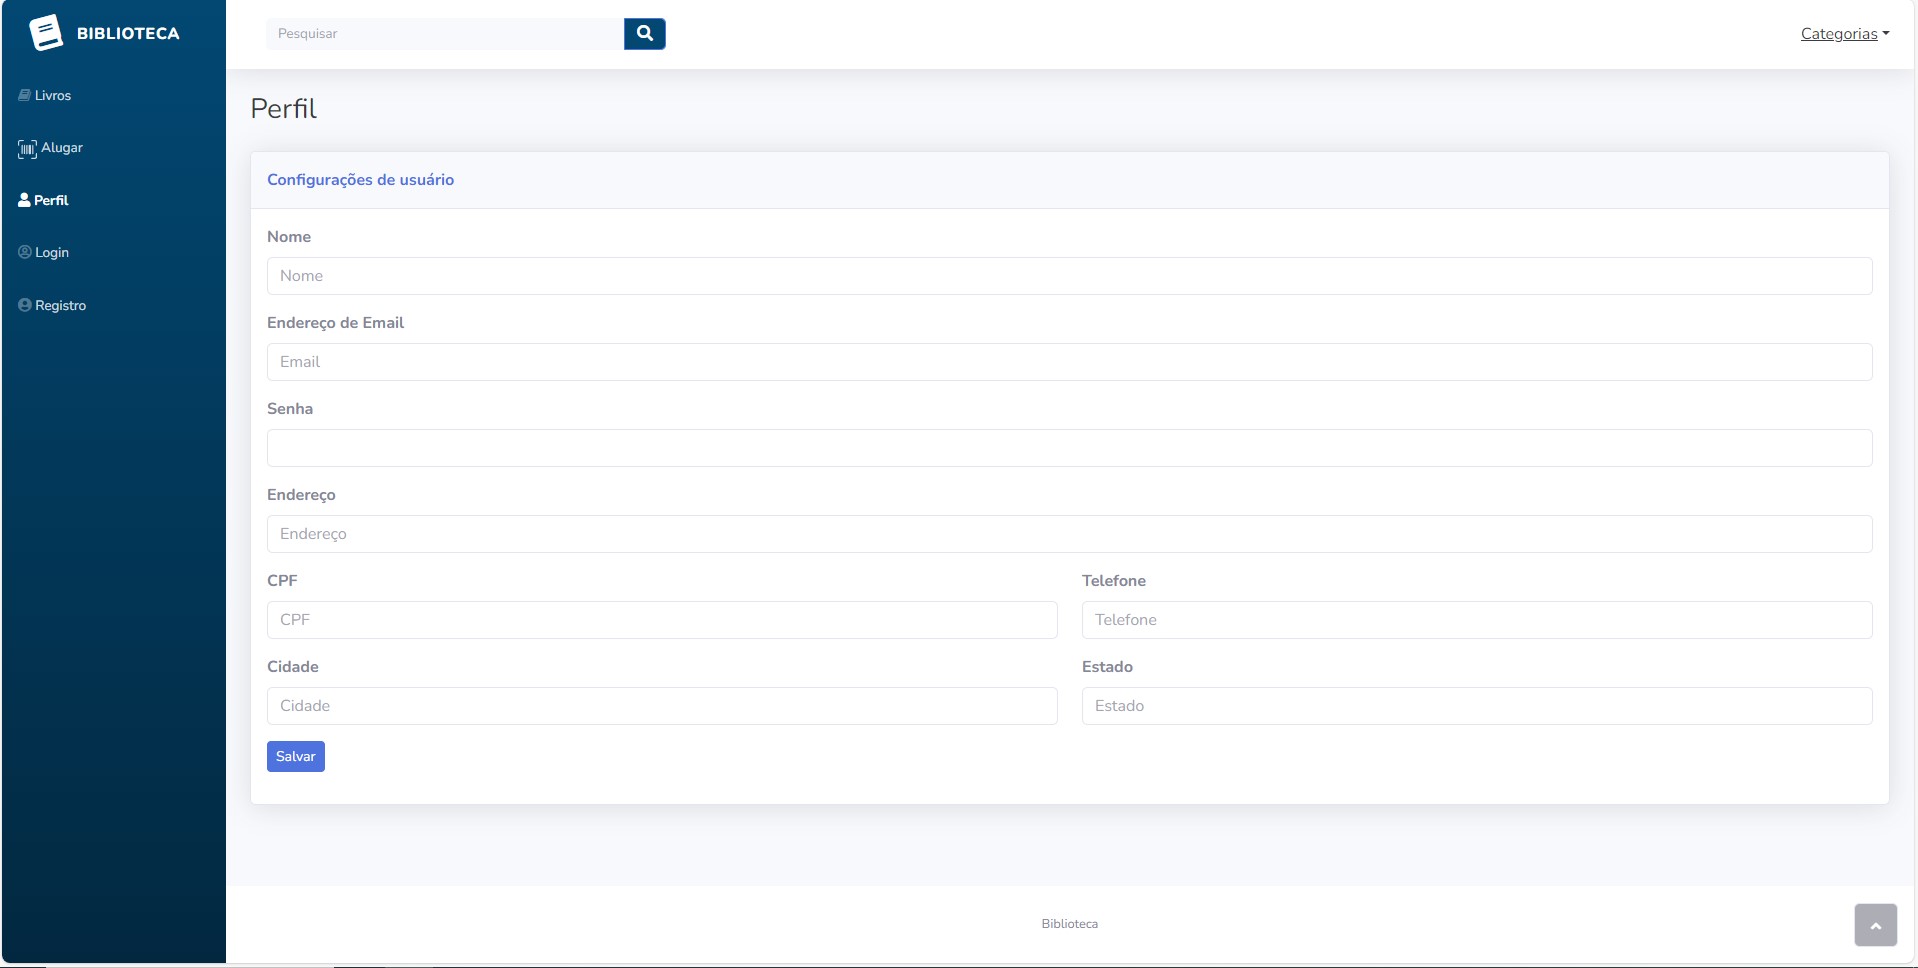 BIBLIOTECA
Pesquisar
Categorias
Livros
Alugar
Perfil
Login
Registro
Perfil
Configurações de usuário
Nome
Nome
Endereço de Email
Email
Senha
Endereço
Endereço
CPF
Telefone
CPF
Telefone
Cidade
Estado
Cidade
Estado
Salvar
Biblioteca